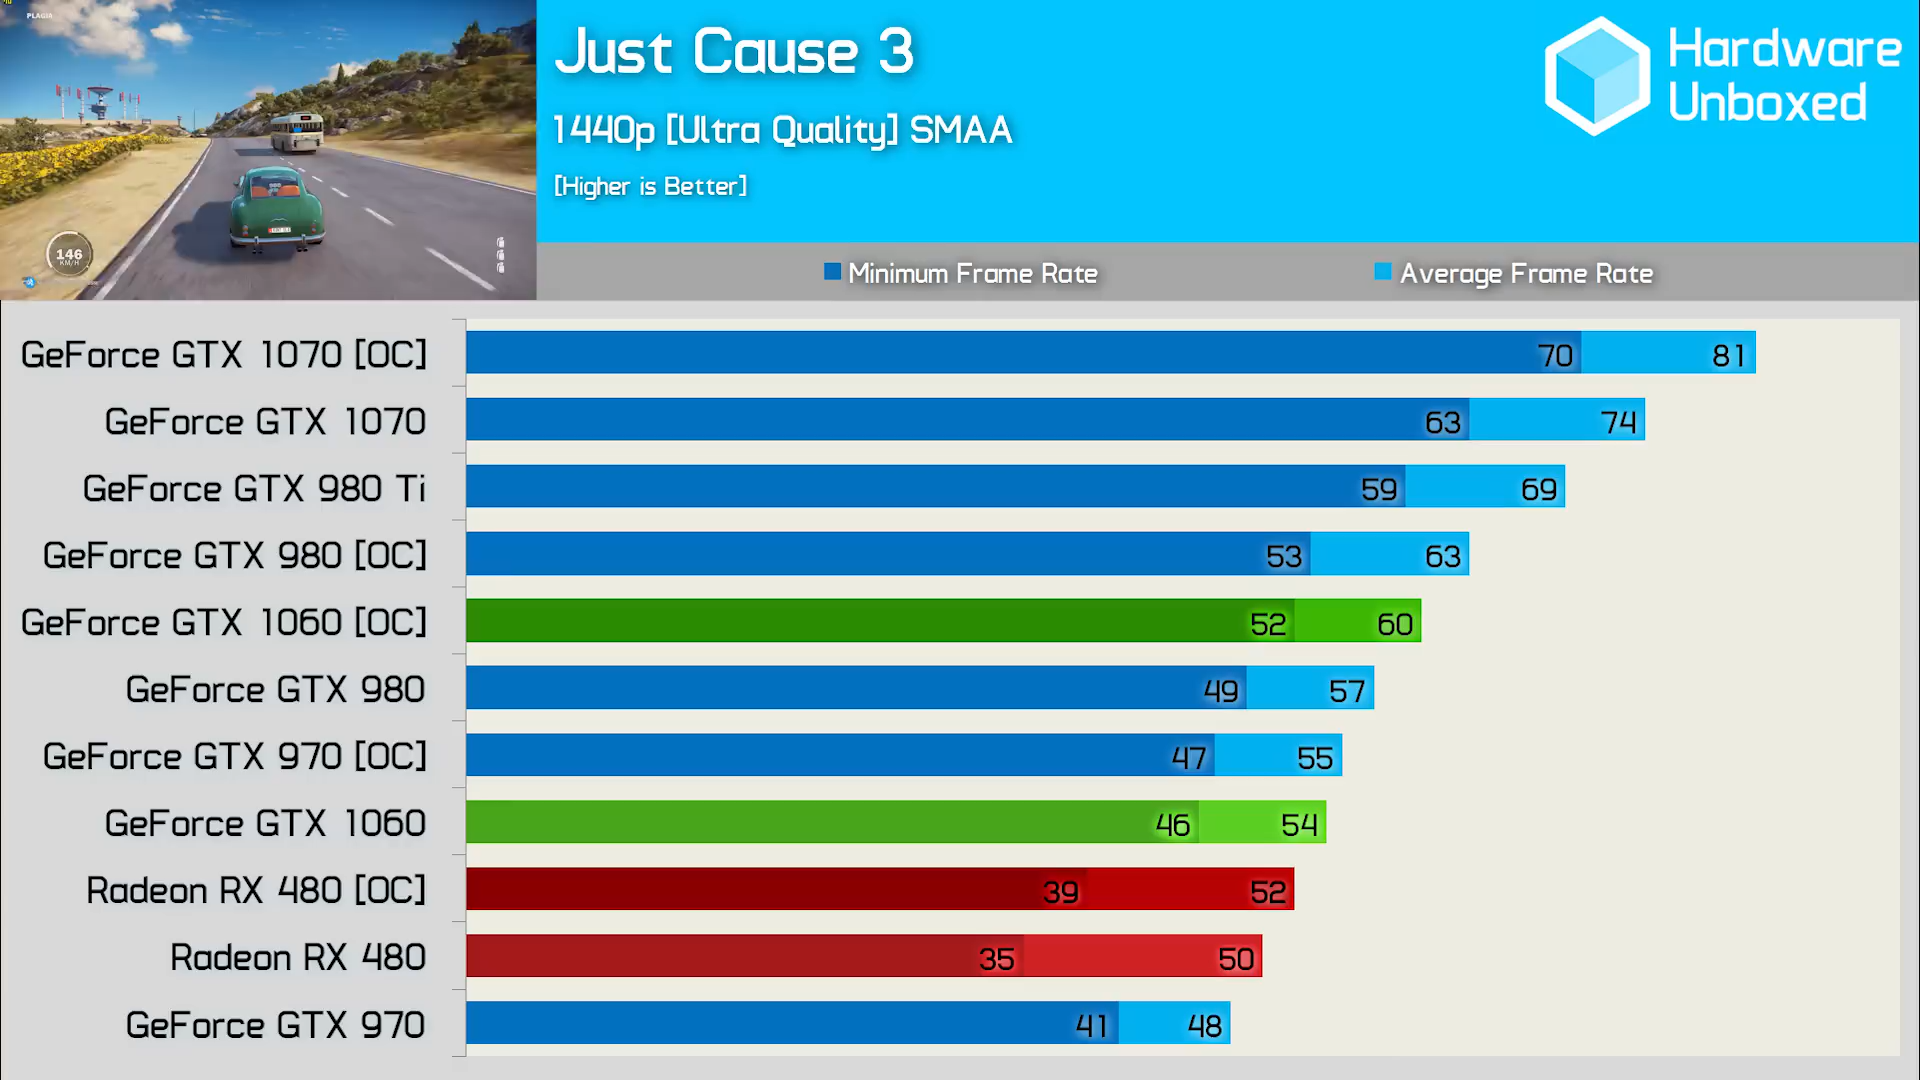 PLAGIA
146
KM/H
Just Cause 3
1440p [Ultra Quality] SMAA
[Higher is Better]
Hardware
Unboxed
Minimum Frame Rate
Average Frame Rate
GeForce GTX 1070 [OC] 70 81
GeForce GTX 1070 63 74
GeForce GTX 980 Ti 59 69
GeForce GTX 980 [OC] 53 63
GeForce GTX 1060 [OC] 52 60
GeForce GTX 980 49 57
GeForce GTX 970 [OC] 47 55
GeForce GTX 1060 46 54
Radeon RX 480 [OC] 39 52
Radeon RX 480 35 50
GeForce GTX 970 41 48